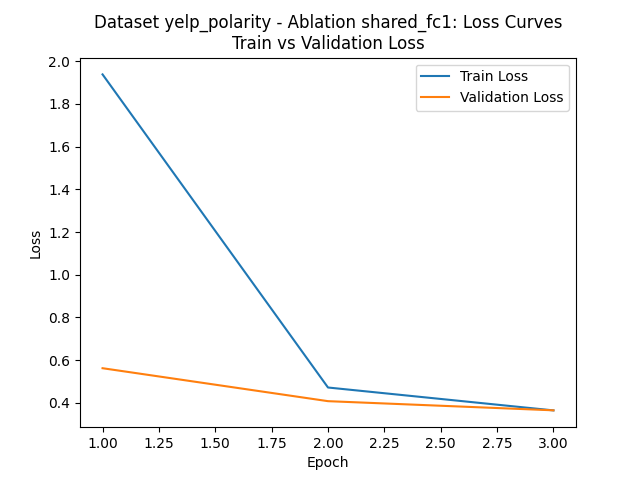 Dataset yelp_polarity - Ablation shared_fc1: Loss Curves
Train vs Validation Loss
Train Loss
Validation Loss
2.0
1.8
1.6
1.4
1.2
1.0
0.8
0.6
0.4
Loss
1.00 1.25 1.50 1.75 2.00 2.25 2.50 2.75 3.00
Epoch